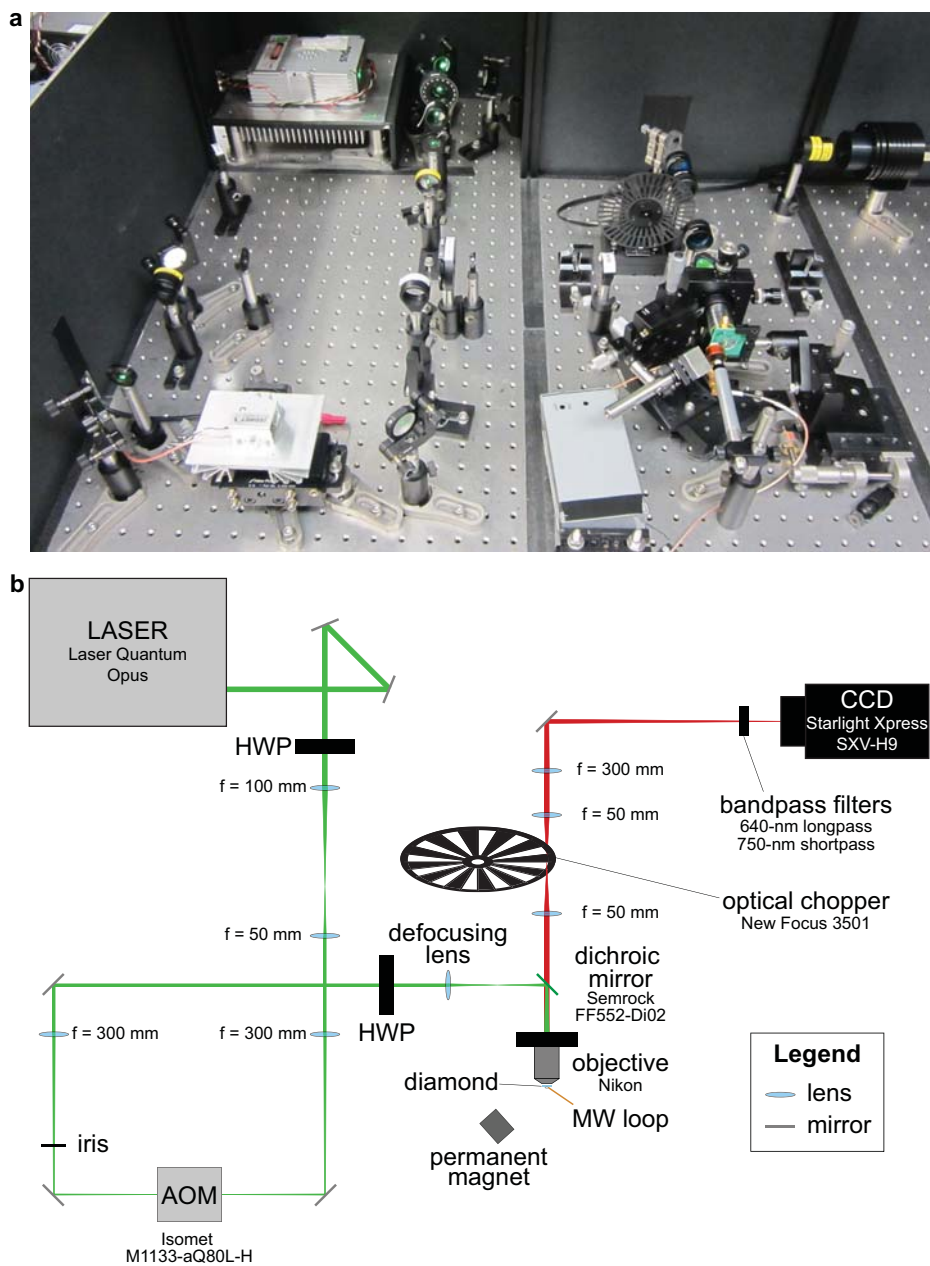 a
b
LASER
Laser Quantum
Opus
HWP
f = 100 mm
f = 50 mm
f = 300 mm
f = 300 mm
iris
AOM
Isomet
M1133-aQ80L-H
HWP
defocusing
lens
CCD
Starlight Xpress
SXV-H9
f = 300 mm
f = 50 mm
bandpass filters
640-nm longpass
750-nm shortpass
optical chopper
New Focus 3501
f = 50 mm
dichroic
mirror
Semrock
FF552-Di02
objective
Nikon
diamond
MW loop
permanent
magnet
Legend
lens
mirror